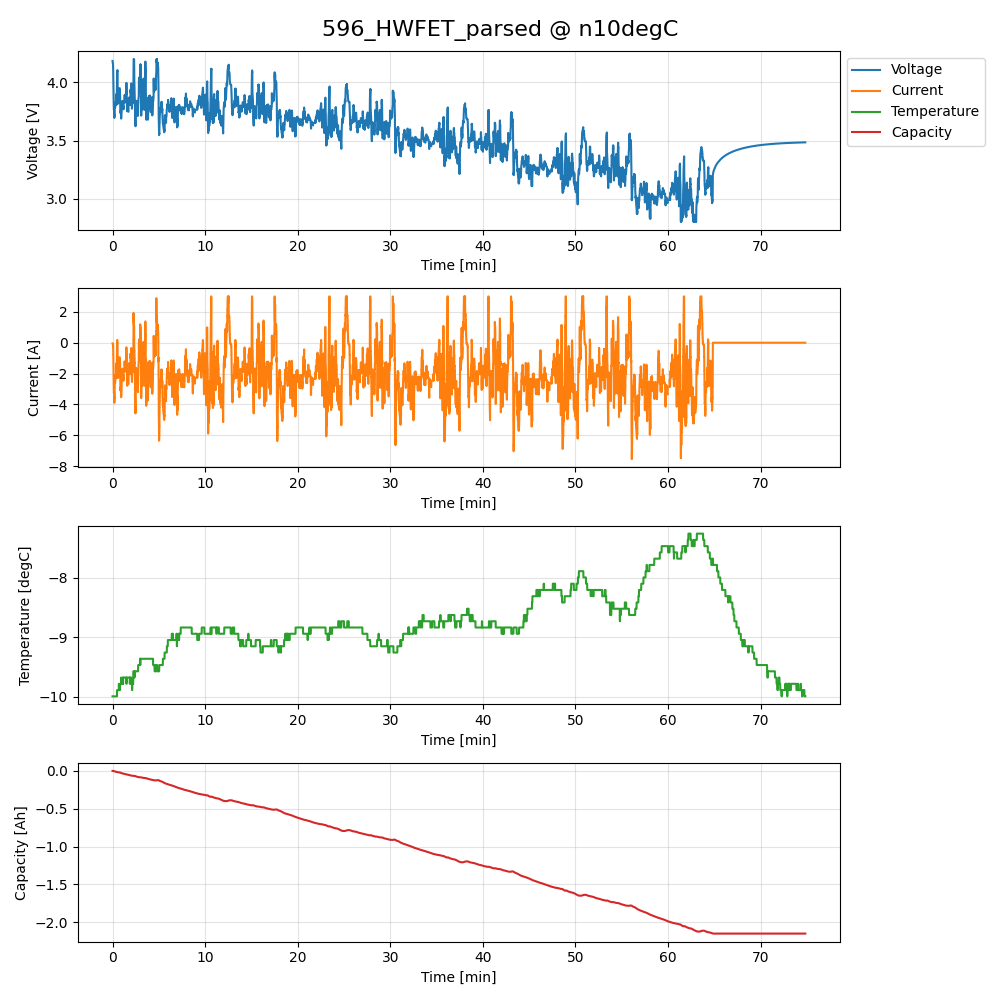 596_HWFET_parsed @ n10degC
4.0
3.5
3.0
Voltage [V]
0 10 20 30 40 50 60 70
Time [min]
Voltage
Current
Temperature
Capacity
2
0
−2
−4
−6
−8
Current [A]
0 10 20 30 40 50 60 70
Time [min]
−8
−9
−10
Temperature [degC]
0 10 20 30 40 50 60 70
Time [min]
0.0
−0.5
−1.0
−1.5
−2.0
Capacity [Ah]
0 10 20 30 40 50 60 70
Time [min]